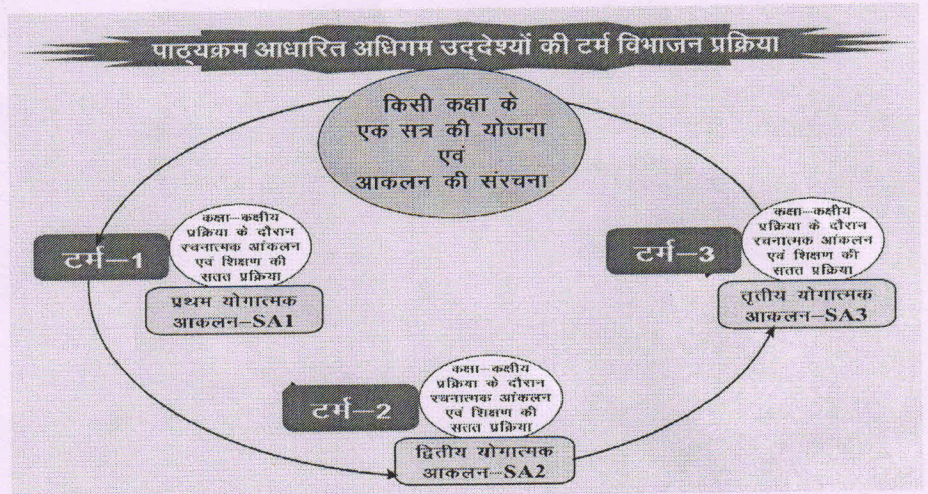 पाठ्यक्रम आधारित अधिगम उद्देश्यों की टर्म विभाजन प्रक्रिया
किसी कक्षा के
एक सत्र की योजना
एवं
आकलन की संरचना
टर्म–1
कक्षा–कक्षीय
प्रक्रिया के दौरान
रचनात्मक आंकलन
एवं शिक्षण की
सतत प्रक्रिया
प्रथम योगात्मक
आकलन–SA1
टर्म–2
कक्षा–कक्षीय
प्रक्रिया के दौरान
रचनात्मक आंकलन
एवं शिक्षण की
सतत प्रक्रिया
द्वितीय योगात्मक
आकलन–SA2
टर्म–3
कक्षा–कक्षीय
प्रक्रिया के दौरान
रचनात्मक आंकलन
एवं शिक्षण की
सतत प्रक्रिया
तृतीय योगात्मक
आकलन–SA3